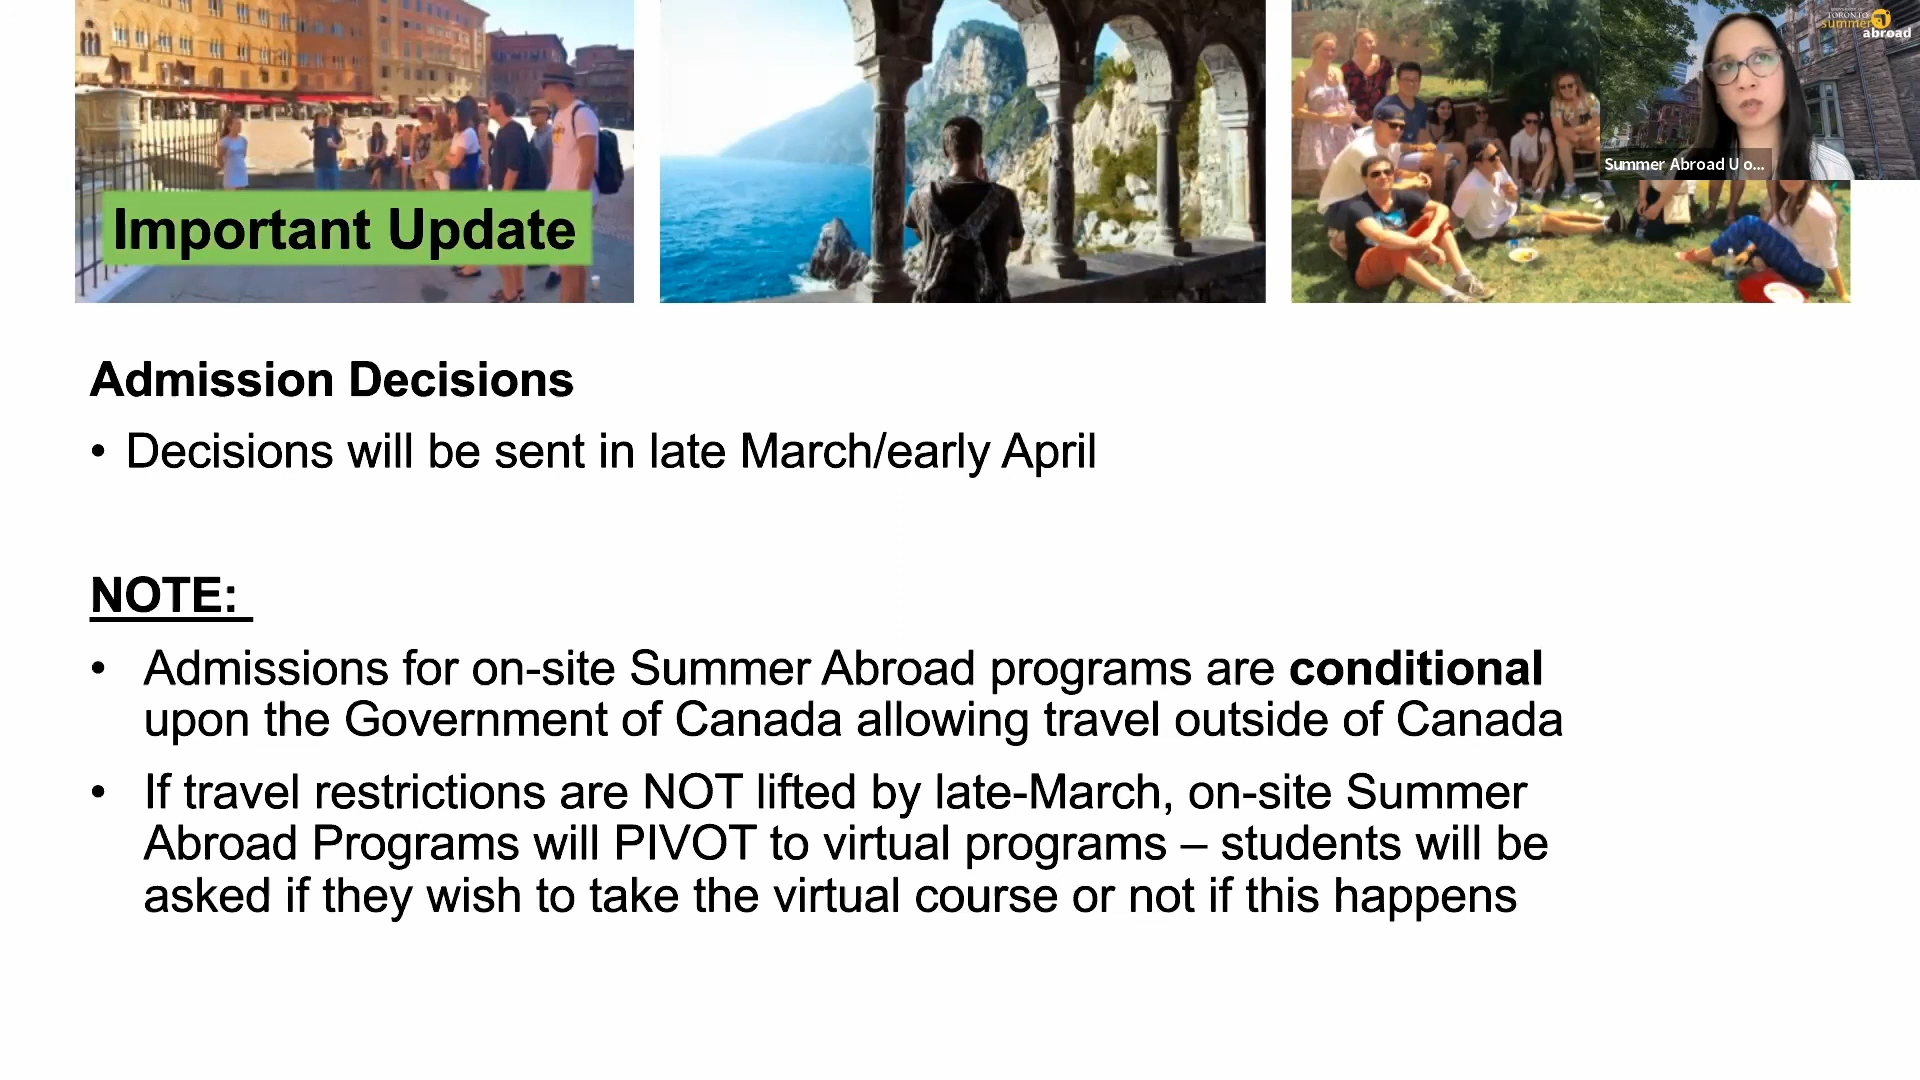 TORONTO
summer
abroad
Summer Abroad U o...
Important Update
Admission Decisions
• Decisions will be sent in late March/early April
NOTE:
• Admissions for on-site Summer Abroad programs are conditional
upon the Government of Canada allowing travel outside of Canada
• If travel restrictions are NOT lifted by late-March, on-site Summer
Abroad Programs will PIVOT to virtual programs – students will be
asked if they wish to take the virtual course or not if this happens